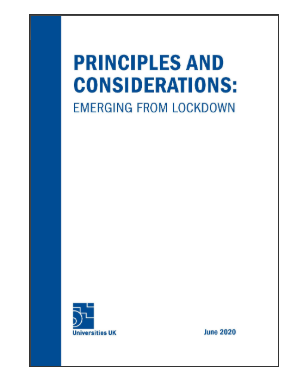 PRINCIPLES AND
CONSIDERATIONS:
EMERGING FROM LOCKDOWN
Universities UK
June 2020